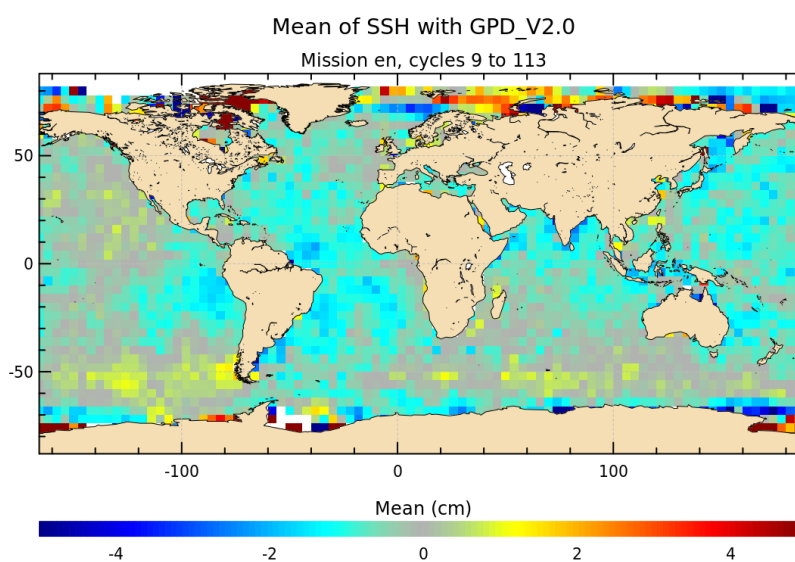 Mean of SSH with GPD_V2.0
Mission en, cycles 9 to 113
50
0
-50
-100 0 100
Mean (cm)
-4 -2 0 2 4